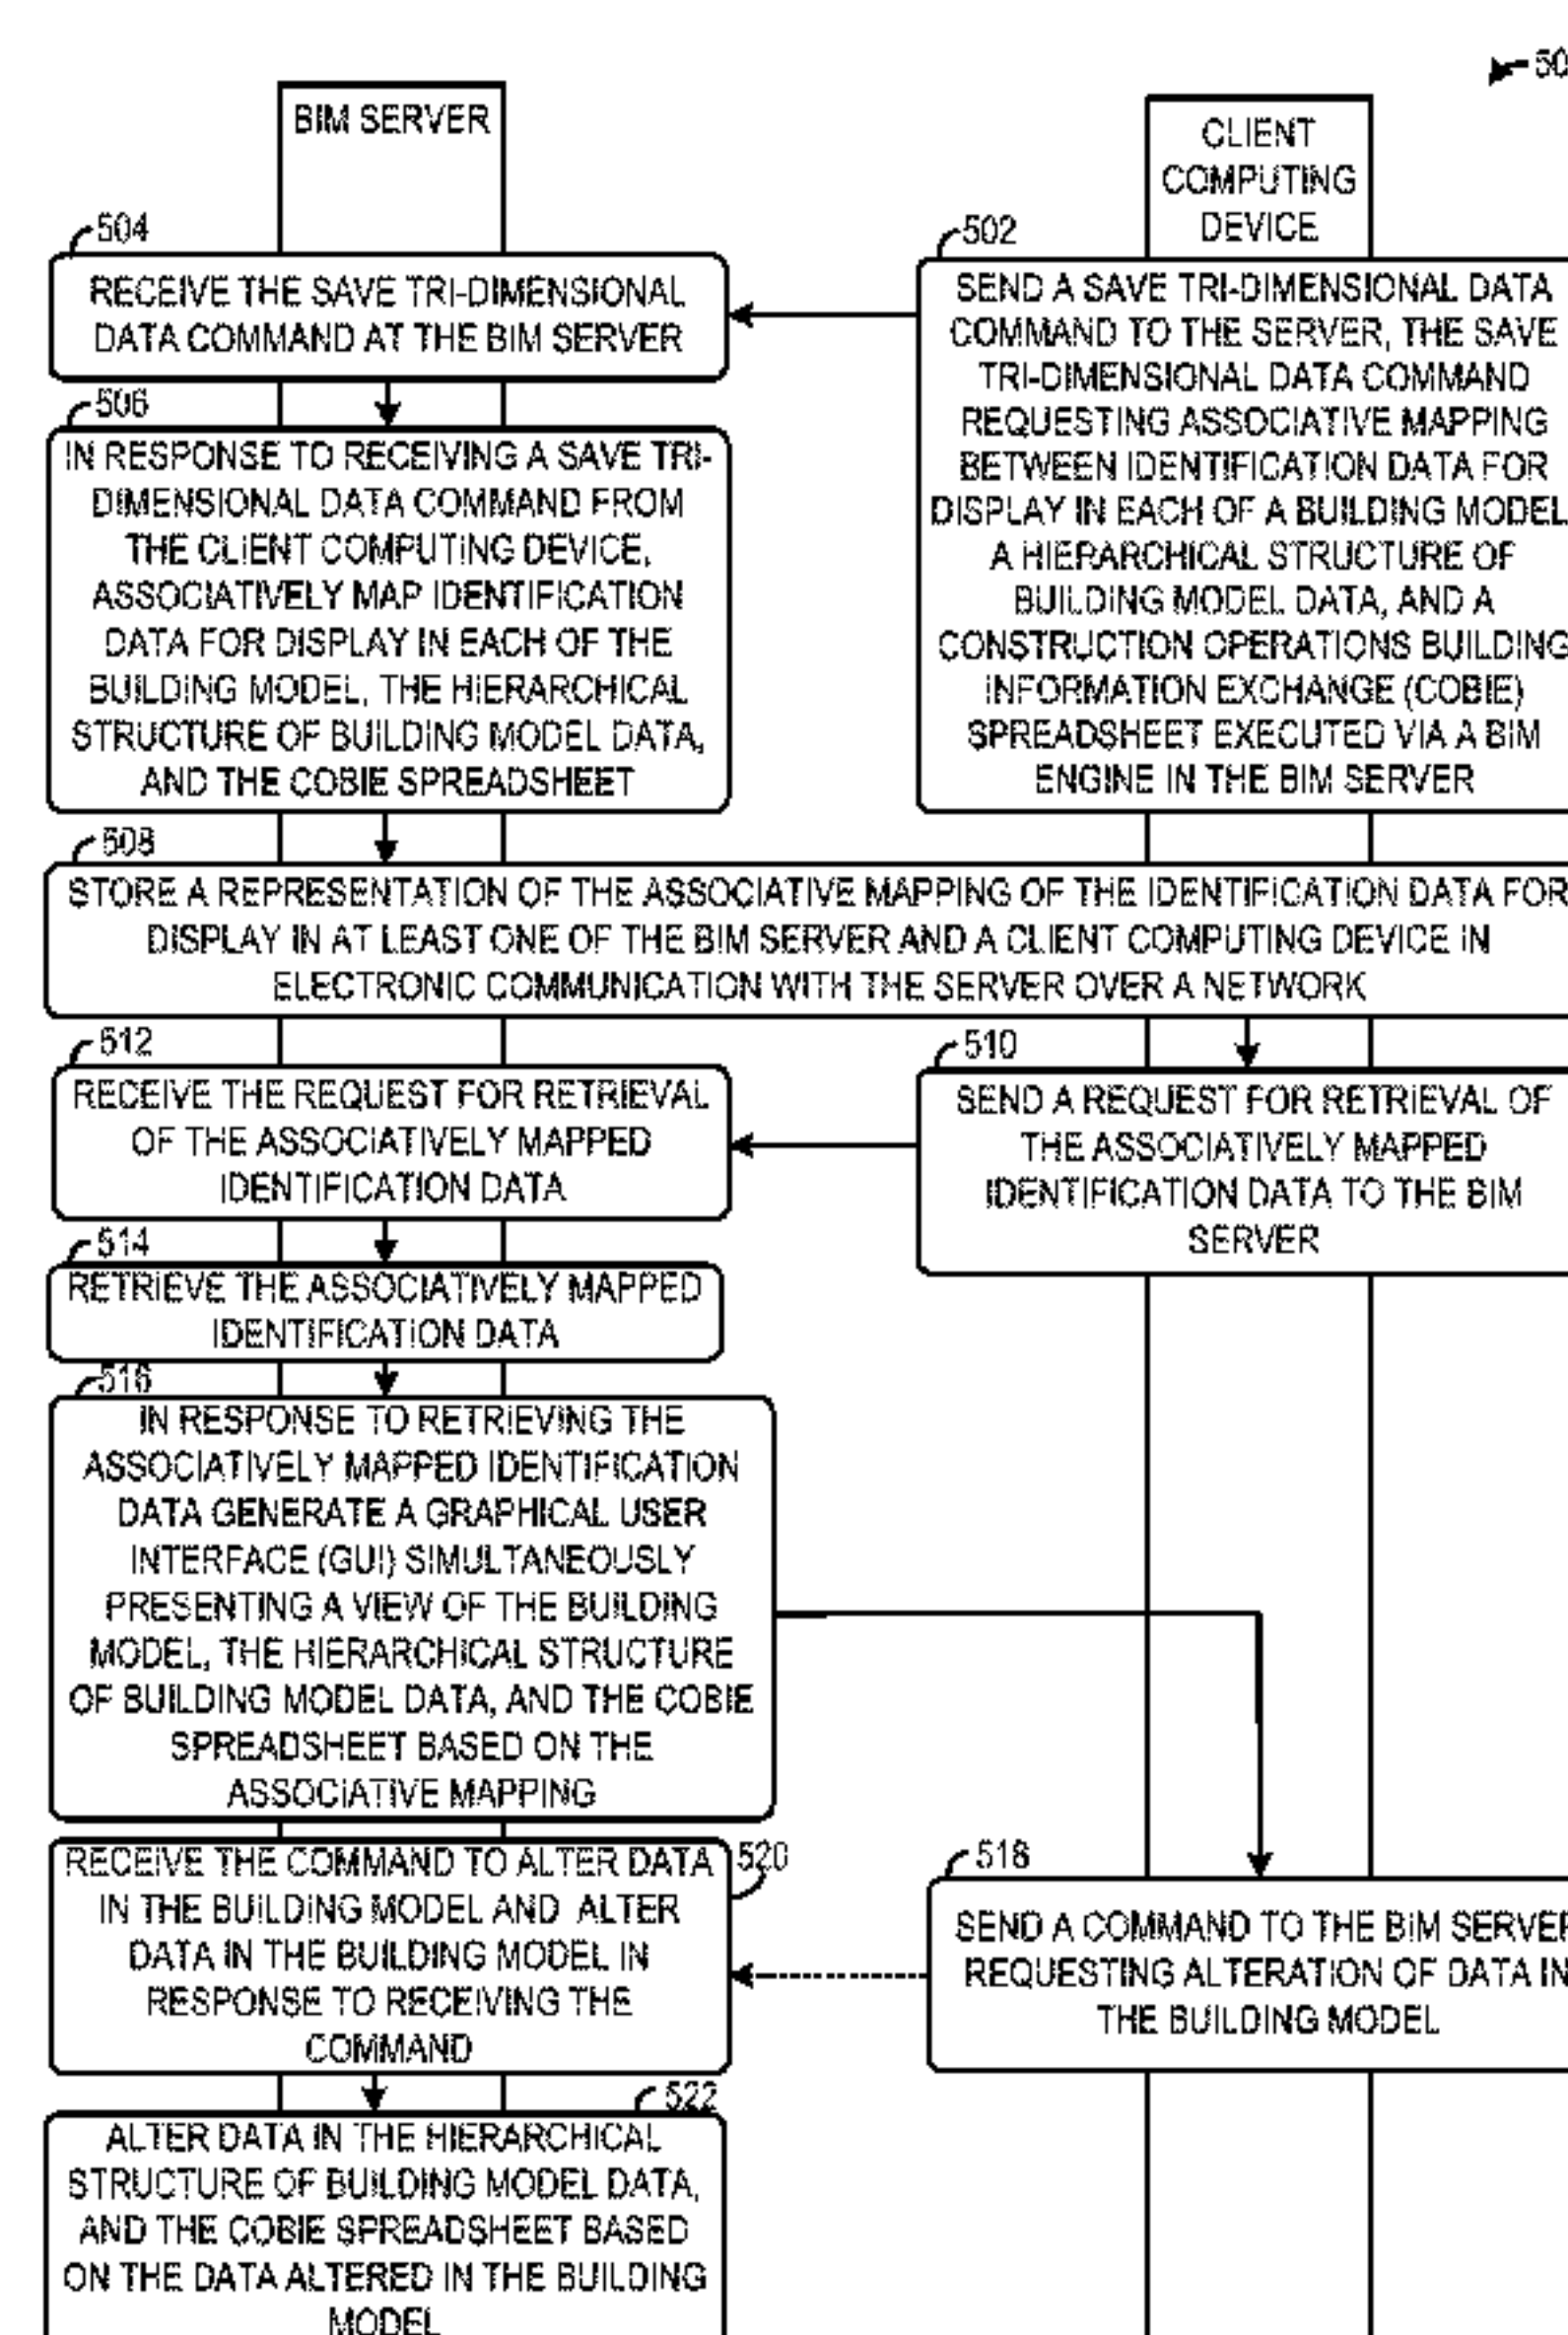 50
BIM SERVER
CLIENT
COMPUTING
DEVICE
504
RECEIVE THE SAVE TRI-DIMENSIONAL
DATA COMMAND AT THE BIM SERVER
502
SEND A SAVE TRI-DIMENSIONAL DATA
COMMAND TO THE SERVER, THE SAVE
TRI-DIMENSIONAL DATA COMMAND
REQUESTING ASSOCIATIVE MAPPING
BETWEEN IDENTIFICATION DATA FOR
DISPLAY IN EACH OF A BUILDING MODEL
A HIERARCHICAL STRUCTURE OF
BUILDING MODEL DATA, AND A
CONSTRUCTION OPERATIONS BUILDING
INFORMATION EXCHANGE (COBIE)
SPREADSHEET EXECUTED VIA A BIM
ENGINE IN THE BIM SERVER
506
IN RESPONSE TO RECEIVING A SAVE TRI-
DIMENSIONAL DATA COMMAND FROM
THE CLIENT COMPUTING DEVICE,
ASSOCIATIVELY MAP IDENTIFICATION
DATA FOR DISPLAY IN EACH OF THE
BUILDING MODEL, THE HIERARCHICAL
STRUCTURE OF BUILDING MODEL DATA,
AND THE COBIE SPREADSHEET
508
STORE A REPRESENTATION OF THE ASSOCIATIVE MAPPING OF THE IDENTIFICATION DATA FOR
DISPLAY IN AT LEAST ONE OF THE BIM SERVER AND A CLIENT COMPUTING DEVICE IN
ELECTRONIC COMMUNICATION WITH THE SERVER OVER A NETWORK
512
RECEIVE THE REQUEST FOR RETRIEVAL
OF THE ASSOCIATIVELY MAPPED
IDENTIFICATION DATA
510
SEND A REQUEST FOR RETRIEVAL OF
THE ASSOCIATIVELY MAPPED
IDENTIFICATION DATA TO THE BIM
SERVER
514
RETRIEVE THE ASSOCIATIVELY MAPPED
IDENTIFICATION DATA
516
IN RESPONSE TO RETRIEVING THE
ASSOCIATIVELY MAPPED IDENTIFICATION
DATA GENERATE A GRAPHICAL USER
INTERFACE (GUI) SIMULTANEOUSLY
PRESENTING A VIEW OF THE BUILDING
MODEL, THE HIERARCHICAL STRUCTURE
OF BUILDING MODEL DATA, AND THE COBIE
SPREADSHEET BASED ON THE
ASSOCIATIVE MAPPING
520
RECEIVE THE COMMAND TO ALTER DATA
IN THE BUILDING MODEL AND ALTER
DATA IN THE BUILDING MODEL IN
RESPONSE TO RECEIVING THE
COMMAND
518
SEND A COMMAND TO THE BIM SERVER
REQUESTING ALTERATION OF DATA IN
THE BUILDING MODEL
522
ALTER DATA IN THE HIERARCHICAL
STRUCTURE OF BUILDING MODEL DATA,
AND THE COBIE SPREADSHEET BASED
ON THE DATA ALTERED IN THE BUILDING
MODEL